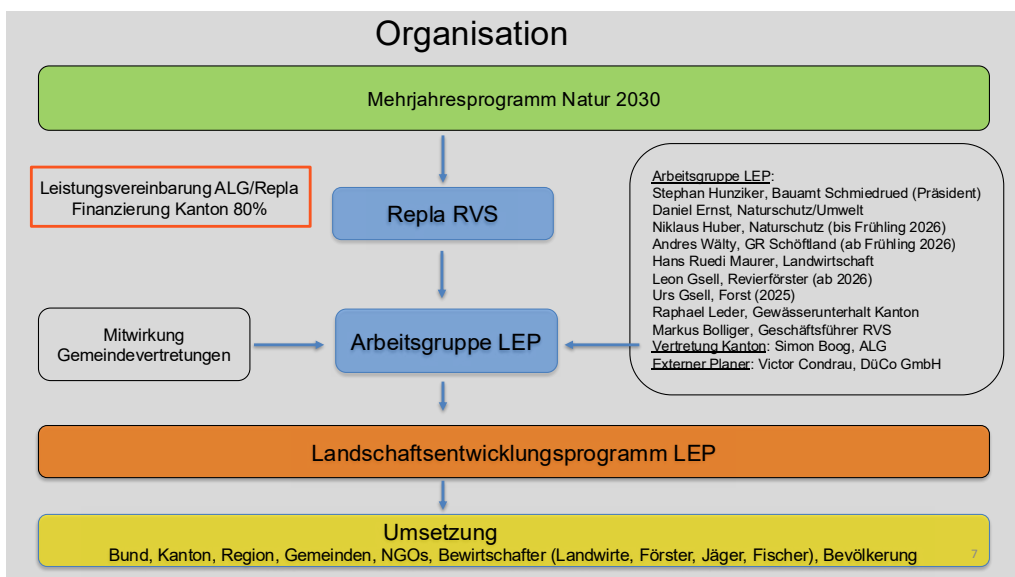 Organisation
Mehrjahresprogramm Natur 2030
Leistungsvereinbarung ALG/Repla
Finanzierung Kanton 80%
Repla RVS
Arbeitsgruppe LEP:
Stephan Hunziker, Bauamt Schmiedrued (Präsident)
Daniel Ernst, Naturschutz/Umwelt
Niklaus Huber, Naturschutz (bis Frühling 2026)
Andres Wälty, GR Schöftland (ab Frühling 2026)
Hans Ruedi Maurer, Landwirtschaft
Leon Gsell, Revierförster (ab 2026)
Urs Gsell, Forst (2025)
Raphael Leder, Gewässerunterhalt Kanton
Markus Bolliger, Geschäftsführer RVS
Vertretung Kanton: Simon Boog, ALG
Externer Planer: Victor Condrau, DüCo GmbH
Mitwirkung
Gemeindevertretungen
Arbeitsgruppe LEP
Landschaftsentwicklungsprogramm LEP
Umsetzung
Bund, Kanton, Region, Gemeinden, NGOs, Bewirtschafter (Landwirte, Förster, Jäger, Fischer), Bevölkerung
7